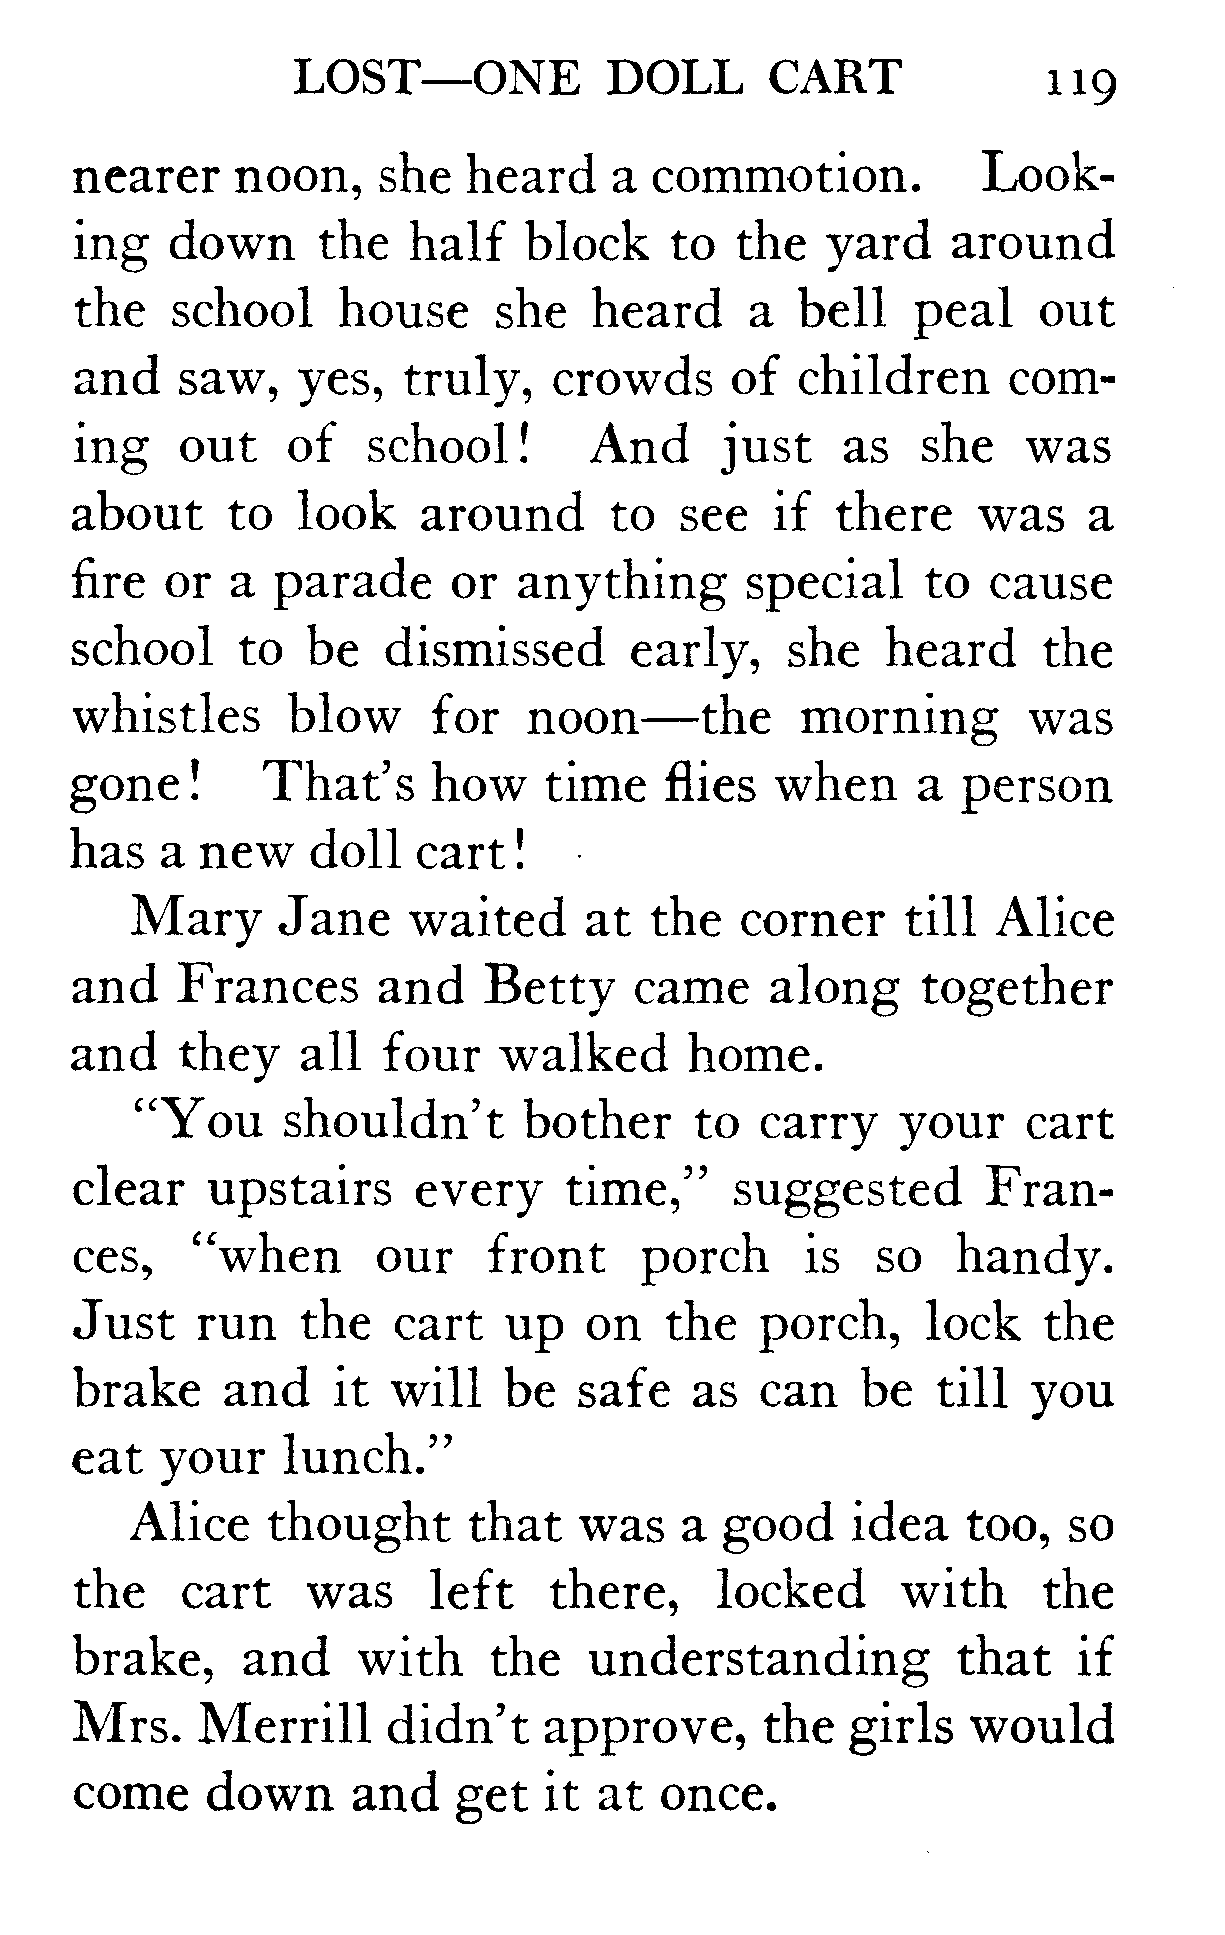 LOST—ONE DOLL CART 119
nearer noon, she heard a commotion. Look-
ing down the half block to the yard around
the school house she heard a bell peal out
and saw, yes, truly, crowds of children com-
ing out of school! And just as she was
about to look around to see if there was a
fire or a parade or anything special to cause
school to be dismissed early, she heard the
whistles blow for noon—the morning was
gone! That's how time flies when a person
has a new doll cart!
Mary Jane waited at the corner till Alice
and Frances and Betty came along together
and they all four walked home.
"You shouldn't bother to carry your cart
clear upstairs every time," suggested Fran-
ces, "when our front porch is so handy.
Just run the cart up on the porch, lock the
brake and it will be safe as can be till you
eat your lunch."
Alice thought that was a good idea too, so
the cart was left there, locked with the
brake, and with the understanding that if
Mrs. Merrill didn't approve, the girls would
come down and get it at once.